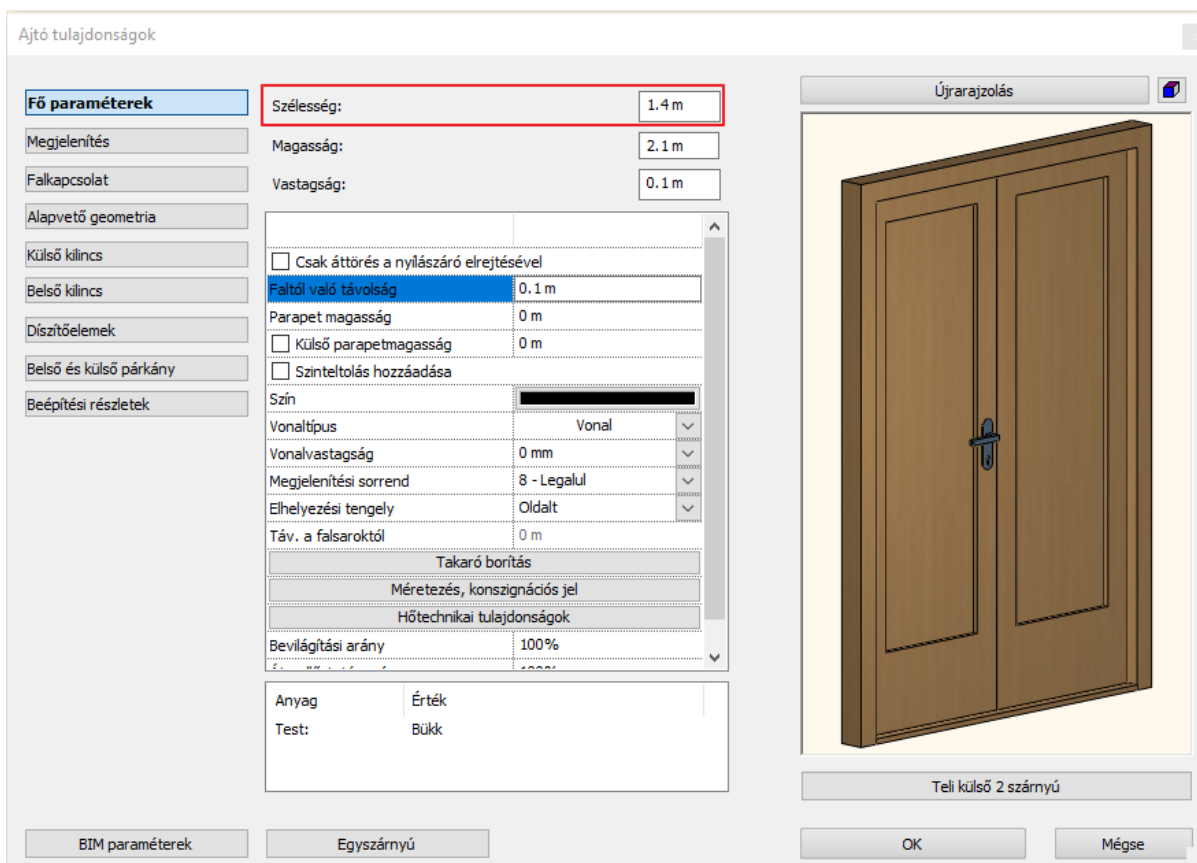 Ajtó tulajdonságok
Fő paraméterek
Megjelenítés
Falkapcsolat
Alapvető geometria
Külső kilincs
Belső kilincs
Díszítőelemek
Belső és külső párkány
Beépítési részletek
Szélesség: 1.4 m
Magasság: 2.1 m
Vastagság: 0.1 m
Csak áttörés a nyílászáró elrejtésével
Faltól való távolság 0.1 m
Parapet magasság 0 m
Külső parapetmagasság 0 m
Szinteltolás hozzáadása
Szín
Vonaltípus Vonal
Vonalvastagság 0 mm
Megjelenítési sorrend 8 - Legalul
Elhelyezési tengely Oldalt
Táv. a falsaroktól 0 m
Takaró borítás
Méretezés, konszignációs jel
Hőtechnikai tulajdonságok
Bevilágítási arány 100%
Anyag Érték
Test: Bükk
Újrarajzolás
Teli külső 2 szárnyú
BIM paraméterek
Egyszárnyú
OK
Mégse